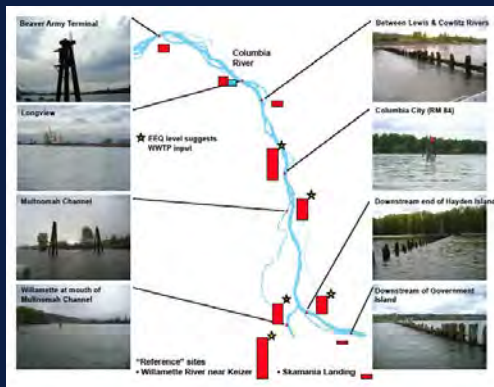 Beaver Army Terminal
Columbia
River
Between Lewis & Cowlitz Rivers
Longview
EEQ level suggests
WWTP input
Columbia City (RM 84)
Multnomah Channel
Downstream end of Hayden Island
Willamette at mouth of
Multnomah Channel
Downstream of Government
Island
"Reference" sites
• Willamette River near Keizer
• Skamania Landing